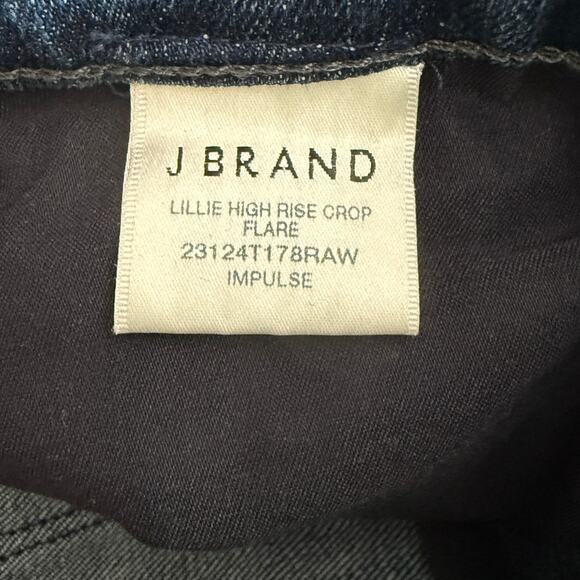 J BRAND
LILLIE HIGH RISE CROP
FLARE
23124T178RAW
IMPULSE